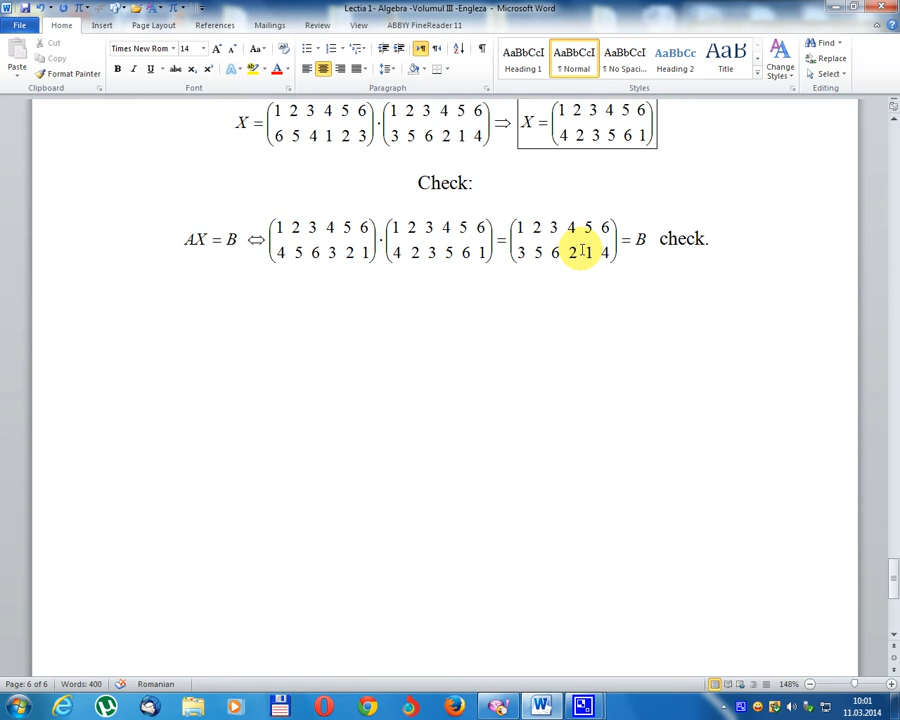 Lectia 1- Algebra -Volumul III -Engleza - Microsoft Word
File Home Insert Page Layout References Mailings Review View ABBYY FineReader 11
Cut
Copy
Format Painter
Paste
Times New Rom 14
AaBbCcI AaBbCcI AaBbCcI AaBbCc AaB
Heading 1 ¶ Normal ¶ No Spaci... Heading 2 Title
Change Styles
Find
Replace
Select
Clipboard Font Paragraph Styles Editing
X = (1 2 3 4 5 6) · (1 2 3 4 5 6) ⇒ X = (1 2 3 4 5 6)
(6 5 4 1 2 3) (3 5 6 2 1 4) (4 2 3 5 6 1)
Check:
AX = B ⇔ (1 2 3 4 5 6) · (1 2 3 4 5 6) = (1 2 3 4 5 6) = B check.
(4 5 6 3 2 1) (4 2 3 5 6 1) (3 5 6 2 1 4)
Page: 6 of 6 Words: 400 Romanian 148%
10:01
11.03.2014